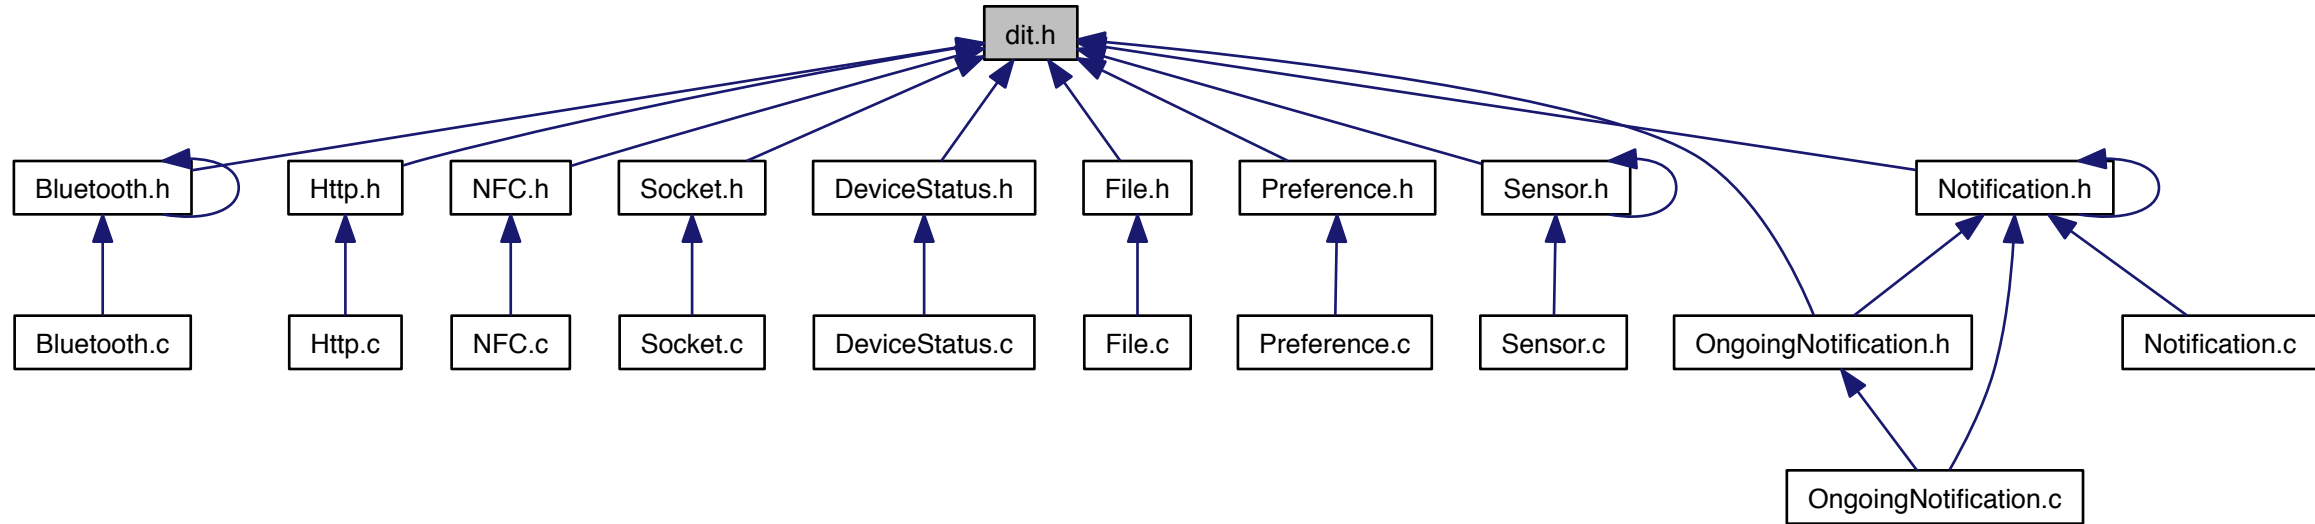 dit.h
Bluetooth.h
Http.h
NFC.h
Socket.h
DeviceStatus.h
File.h
Preference.h
Sensor.h
Notification.h
Bluetooth.c
Http.c
NFC.c
Socket.c
DeviceStatus.c
File.c
Preference.c
Sensor.c
OngoingNotification.h
Notification.c
OngoingNotification.c